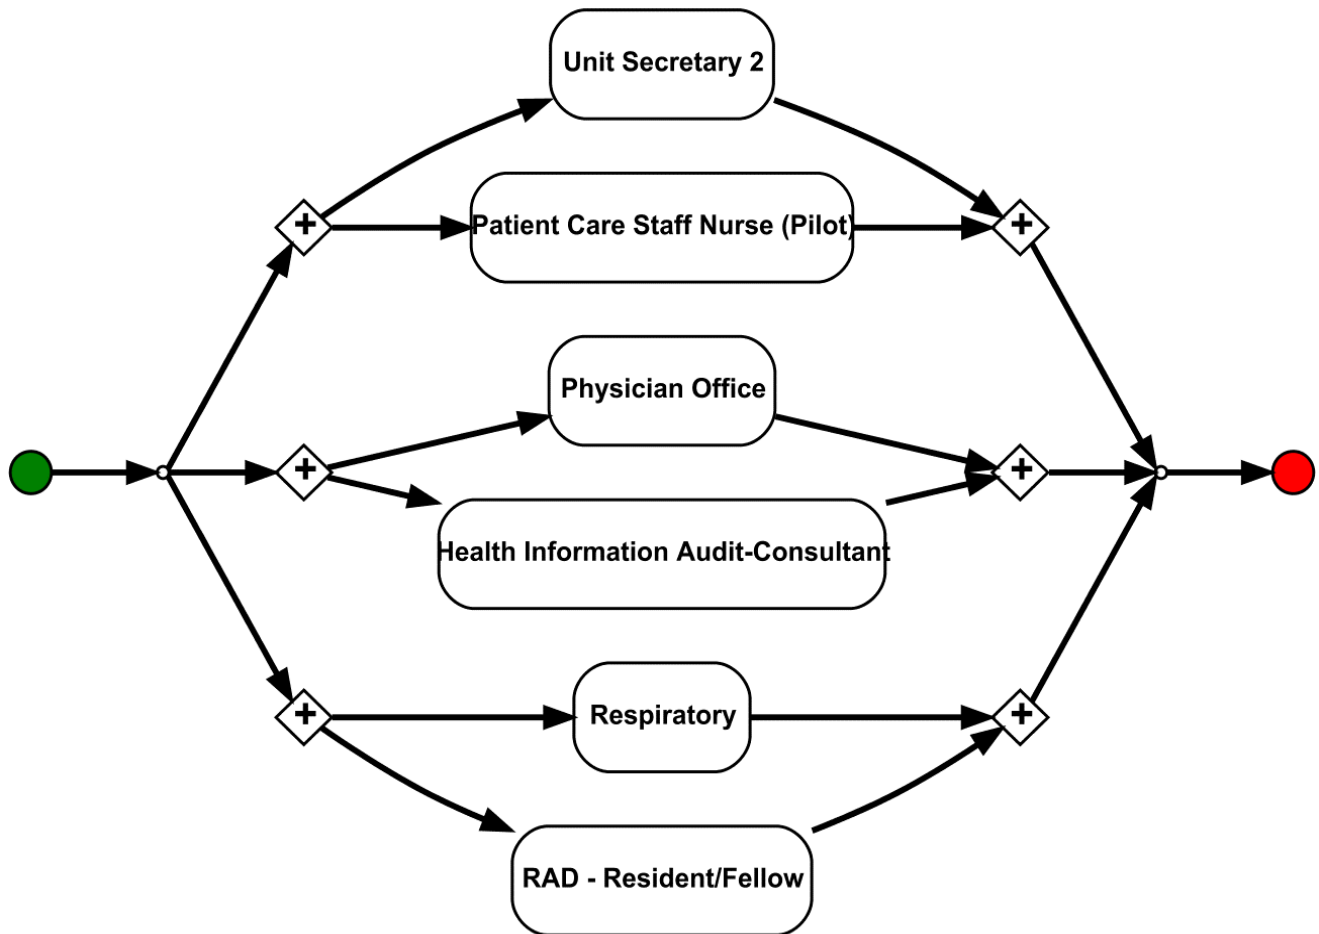 Unit Secretary 2
+
Patient Care Staff Nurse (Pilot)
+
Physician Office
+
+
Health Information Audit-Consultant
+
Respiratory
+
RAD - Resident/Fellow